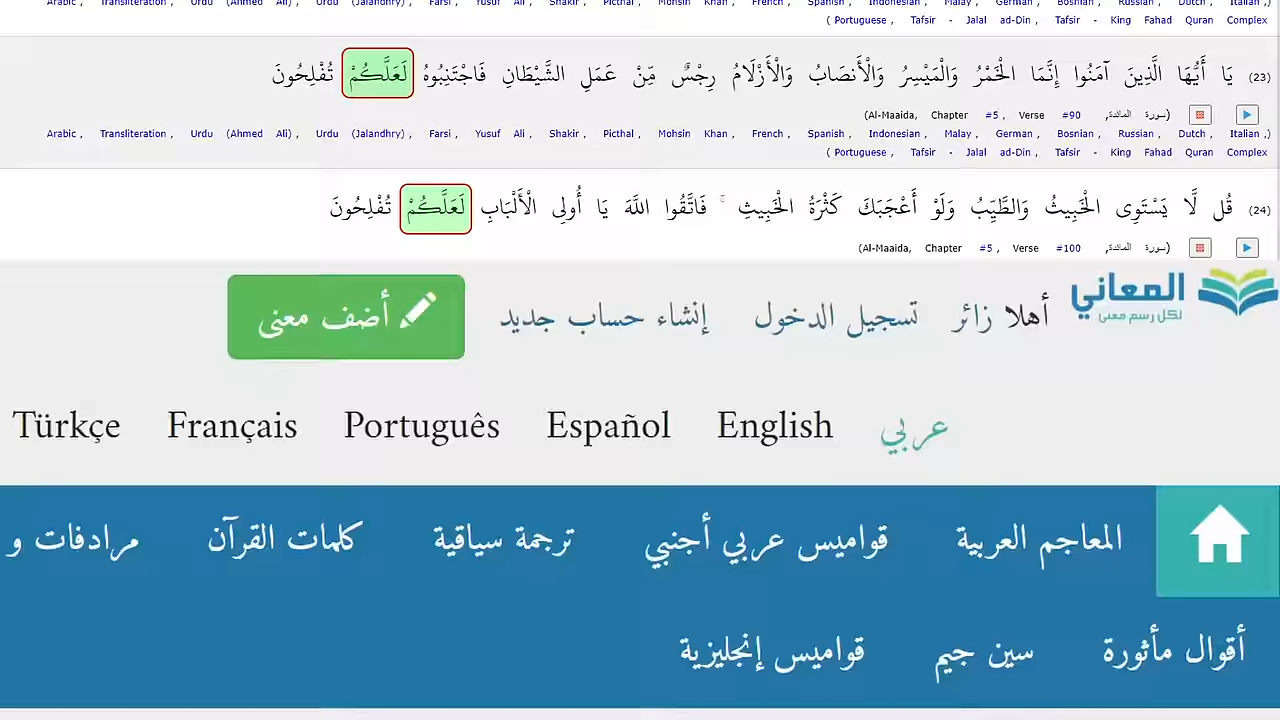 Arabic , Transliteration , Urdu (Ahmed Ali) , Urdu (Jalandhry) , Farsi , Yusuf Ali , Shakir , Picthal , Mohsin Khan , French , Spanish , Indonesian , Malay , German , Bosnian , Russian , Dutch , Italian ,)
( Portuguese , Tafsir - Jalal ad-Din , Tafsir - King Fahad Quran Complex
(23) يَا أَيُّهَا الَّذِينَ آمَنُوا إِنَّمَا الْخَمْرُ وَالْمَيْسِرُ وَالْأَنصَابُ وَالْأَزْلَامُ رِجْسٌ مِّنْ عَمَلِ الشَّيْطَانِ فَاجْتَنِبُوهُ لَعَلَّكُمْ تُفْلِحُونَ
(سورة المائدة, Al-Maaida, Chapter #5, Verse #90)
Arabic , Transliteration , Urdu (Ahmed Ali) , Urdu (Jalandhry) , Farsi , Yusuf Ali , Shakir , Picthal , Mohsin Khan , French , Spanish , Indonesian , Malay , German , Bosnian , Russian , Dutch , Italian ,)
( Portuguese , Tafsir - Jalal ad-Din , Tafsir - King Fahad Quran Complex
(24) قُل لَّا يَسْتَوِى الْخَبِيثُ وَالطَّيِّبُ وَلَوْ أَعْجَبَكَ كَثْرَةُ الْخَبِيثِ ۚ فَاتَّقُوا اللَّهَ يَا أُولِى الْأَلْبَابِ لَعَلَّكُمْ تُفْلِحُونَ
(سورة المائدة, Al-Maaida, Chapter #5, Verse #100)
المعاني
لكل رسم معنى
أهلا زائر تسجيل الدخول إنشاء حساب جديد أضف معنى
عربي English Español Português Français Türkçe
المعاجم العربية قواميس عربي أجنبي ترجمة سياقية كلمات القرآن مرادفات و
أقوال مأثورة سين جيم قواميس إنجليزية